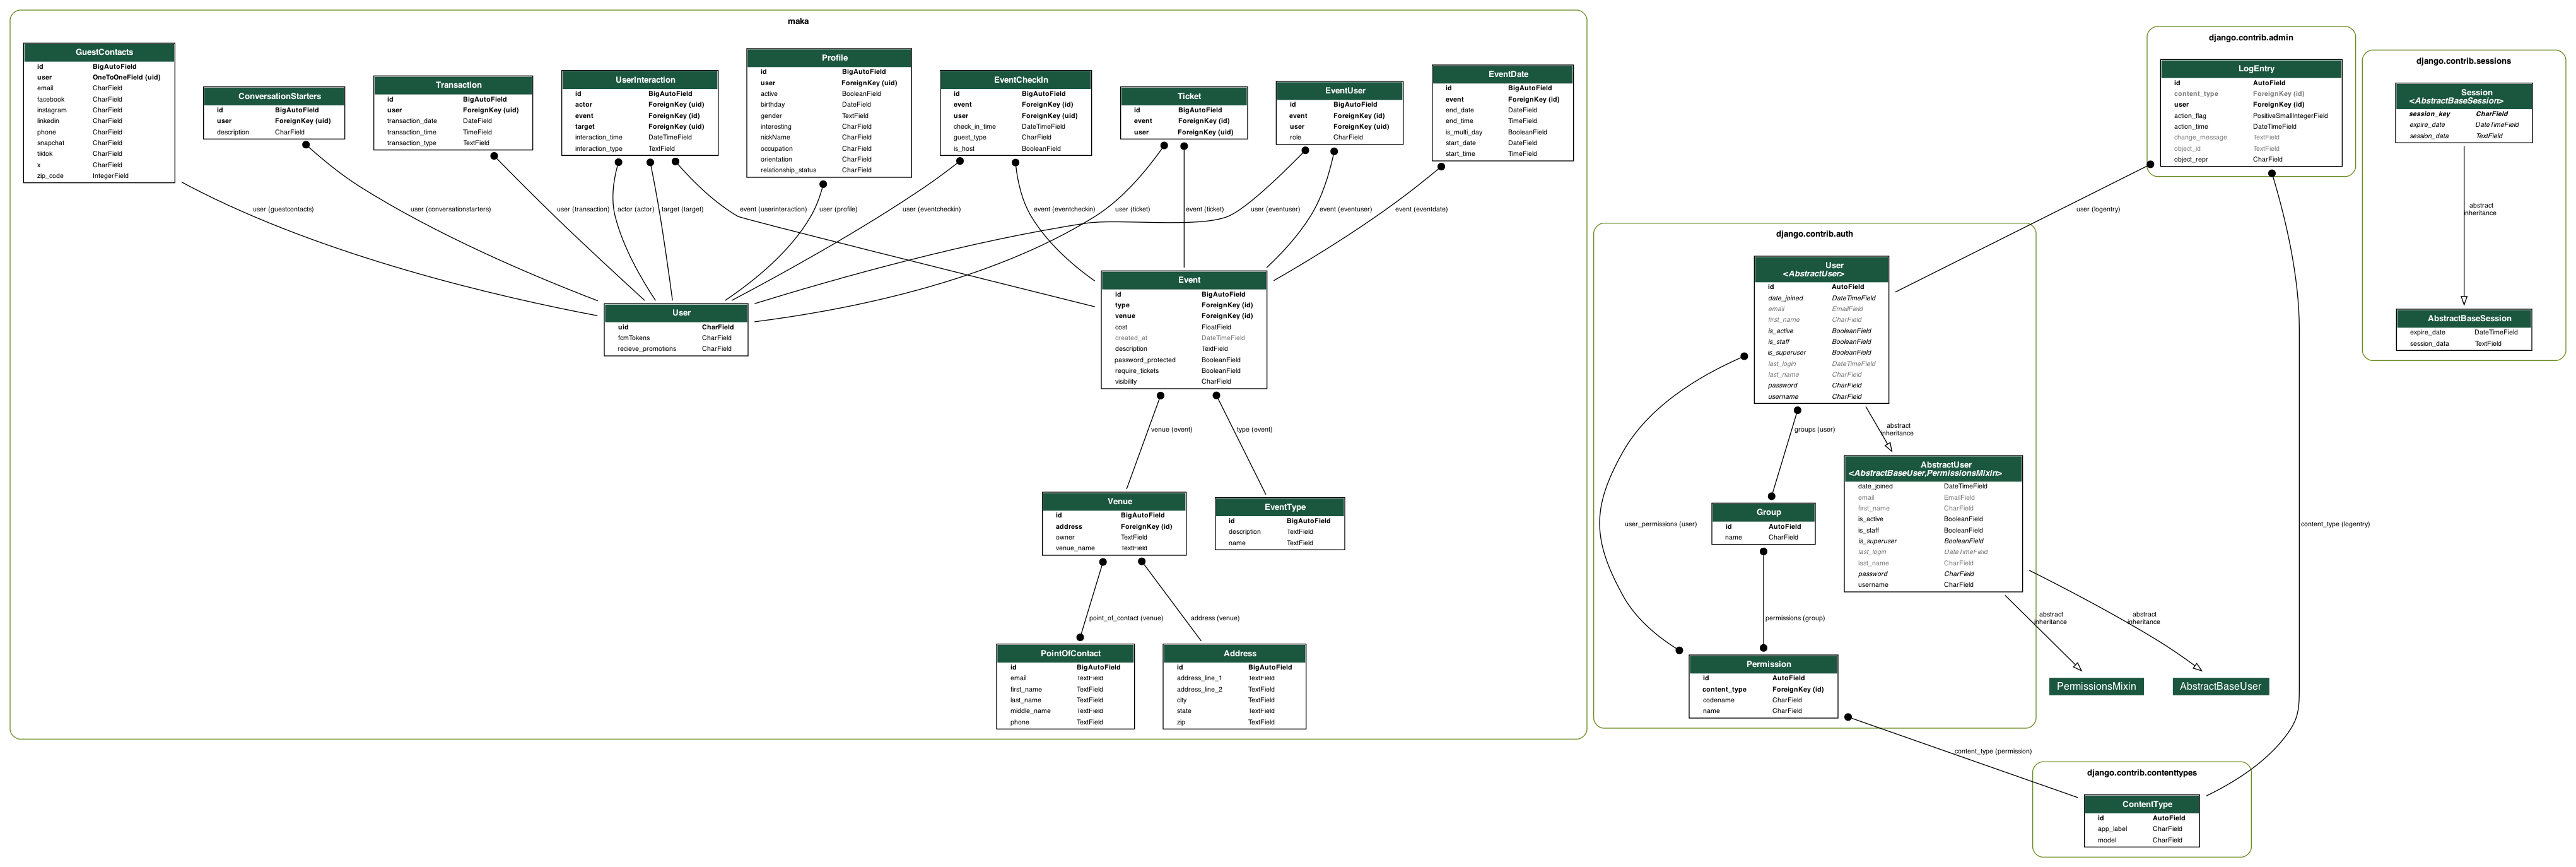 maka
GuestContacts
id BigAutoField
user OneToOneField (uid)
email CharField
facebook CharField
instagram CharField
linkedin CharField
phone CharField
snapchat CharField
tiktok CharField
x CharField
zip_code IntegerField
ConversationStarters
id BigAutoField
user ForeignKey (uid)
description CharField
Transaction
id BigAutoField
user ForeignKey (uid)
transaction_date DateField
transaction_time TimeField
transaction_type TextField
UserInteraction
id BigAutoField
actor ForeignKey (uid)
event ForeignKey (id)
target ForeignKey (uid)
interaction_time DateTimeField
interaction_type TextField
Profile
id BigAutoField
user ForeignKey (uid)
active BooleanField
birthday DateField
gender TextField
interesting CharField
nickName CharField
occupation CharField
orientation CharField
relationship_status CharField
EventCheckIn
id BigAutoField
event ForeignKey (id)
user ForeignKey (uid)
check_in_time DateTimeField
guest_type CharField
is_host BooleanField
Ticket
id BigAutoField
event ForeignKey (id)
user ForeignKey (uid)
EventUser
id BigAutoField
event ForeignKey (id)
user ForeignKey (uid)
role CharField
EventDate
id BigAutoField
event ForeignKey (id)
end_date DateField
end_time TimeField
is_multi_day BooleanField
start_date DateField
start_time TimeField
user (guestcontacts)
user (conversationstarters)
user (transaction)
actor (actor)
target (target)
event (userinteraction)
user (profile)
user (eventcheckin)
event (eventcheckin)
user (ticket)
event (ticket)
user (eventuser)
event (eventuser)
event (eventdate)
User
uid CharField
fcmTokens CharField
recieve_promotions CharField
Event
id BigAutoField
type ForeignKey (id)
venue ForeignKey (id)
cost FloatField
created_at DateTimeField
description TextField
password_protected BooleanField
require_tickets BooleanField
visibility CharField
venue (event)
type (event)
Venue
id BigAutoField
address ForeignKey (id)
owner TextField
venue_name TextField
EventType
id BigAutoField
description TextField
name TextField
point_of_contact (venue)
address (venue)
PointOfContact
id BigAutoField
email TextField
first_name TextField
last_name TextField
middle_name TextField
phone TextField
Address
id BigAutoField
address_line_1 TextField
address_line_2 TextField
city TextField
state TextField
zip TextField
django.contrib.auth
User
<AbstractUser>
id AutoField
date_joined DateTimeField
email EmailField
first_name CharField
is_active BooleanField
is_staff BooleanField
is_superuser BooleanField
last_login DateTimeField
last_name CharField
password CharField
username CharField
groups (user)
abstract
inheritance
user_permissions (user)
AbstractUser
<AbstractBaseUser,PermissionsMixin>
date_joined DateTimeField
email EmailField
first_name CharField
is_active BooleanField
is_staff BooleanField
is_superuser BooleanField
last_login DateTimeField
last_name CharField
password CharField
username CharField
Group
id AutoField
name CharField
permissions (group)
Permission
id AutoField
content_type ForeignKey (id)
codename CharField
name CharField
abstract
inheritance
abstract
inheritance
PermissionsMixin
AbstractBaseUser
content_type (permission)
django.contrib.admin
LogEntry
id AutoField
content_type ForeignKey (id)
user ForeignKey (id)
action_flag PositiveSmallIntegerField
action_time DateTimeField
change_message TextField
object_id TextField
object_repr CharField
user (logentry)
content_type (logentry)
django.contrib.sessions
Session
<AbstractBaseSession>
session_key CharField
expire_date DateTimeField
session_data TextField
abstract
inheritance
AbstractBaseSession
expire_date DateTimeField
session_data TextField
django.contrib.contenttypes
ContentType
id AutoField
app_label CharField
model CharField